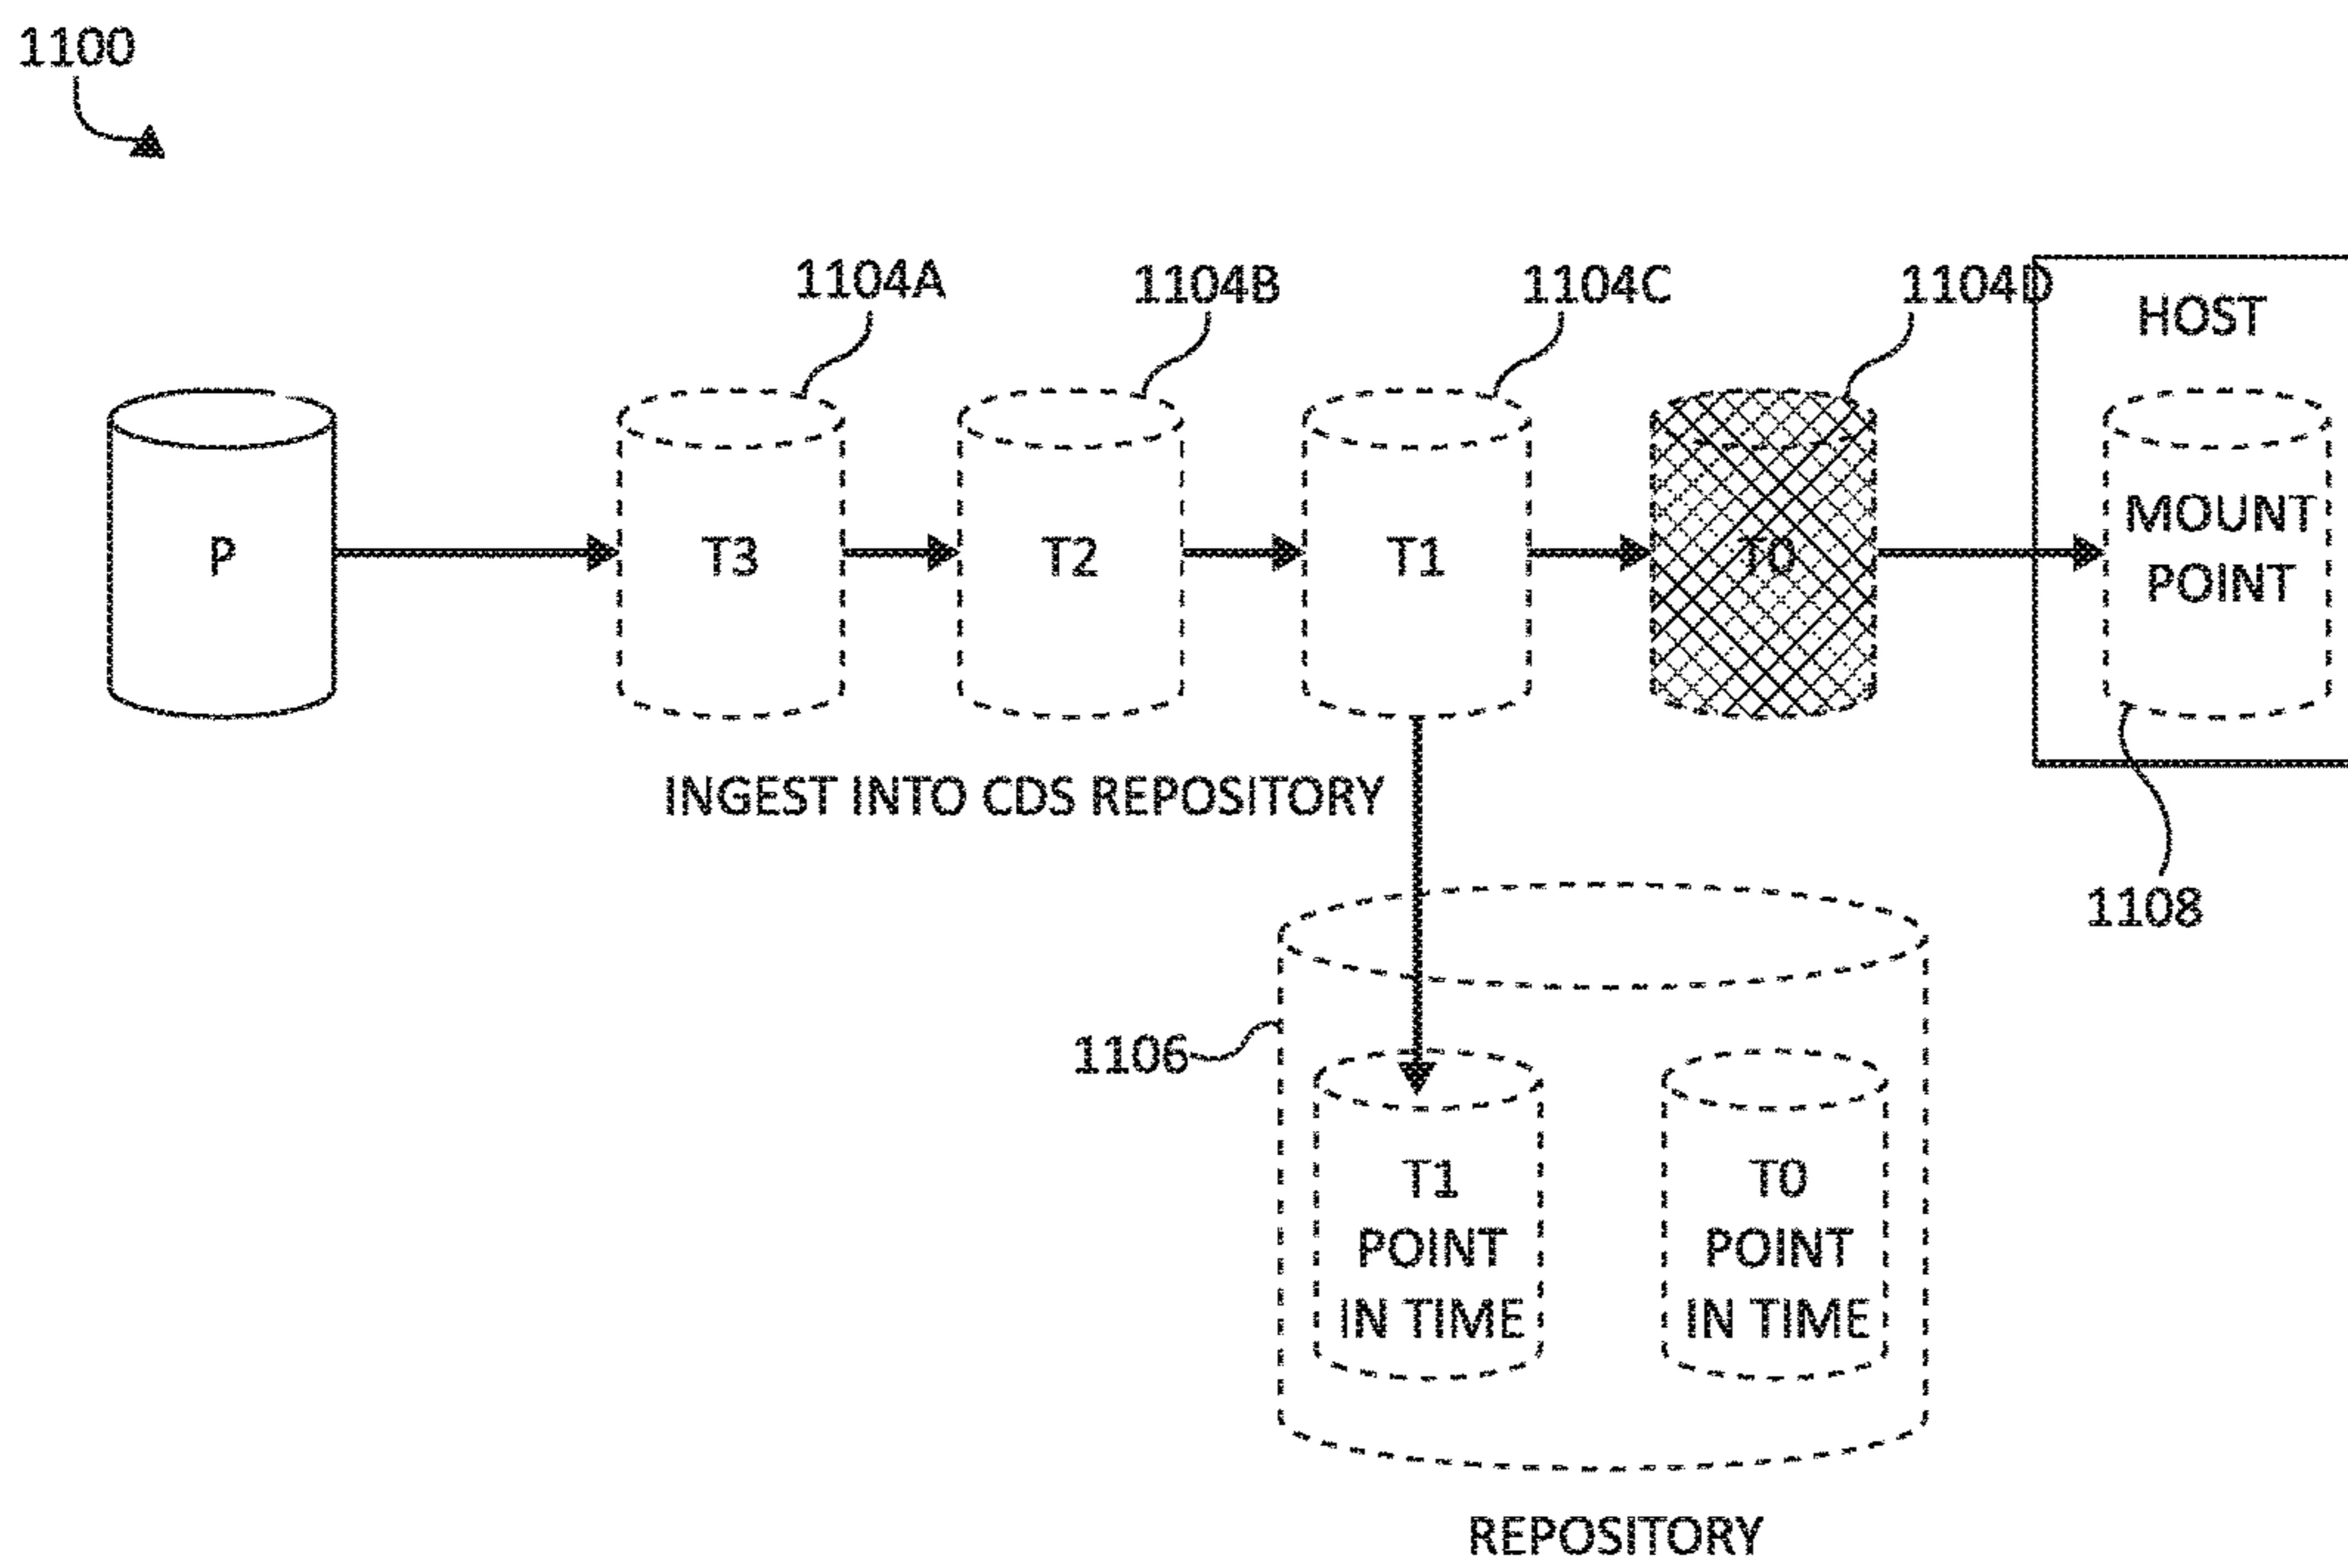 1100
1104A
1104B
1104C
1104D
HOST
P
T3
T2
T1
T0
MOUNT
POINT
INGEST INTO CDS REPOSITORY
1108
1106
T1
POINT
IN TIME
T0
POINT
IN TIME
REPOSITORY